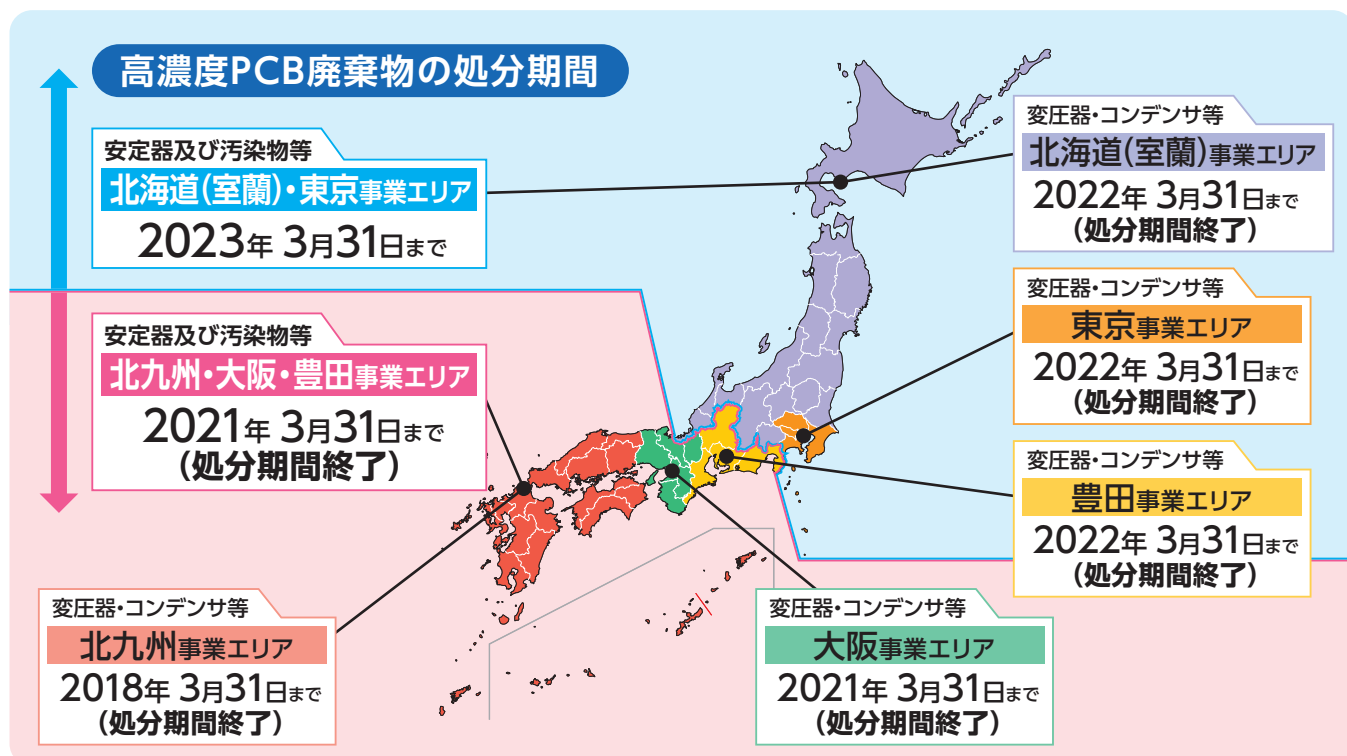 高濃度PCB廃棄物の処分期間
安定器及び汚染物等
北海道(室蘭)・東京事業エリア
2023年 3月31日まで
安定器及び汚染物等
北九州・大阪・豊田事業エリア
2021年 3月31日まで
(処分期間終了)
変圧器・コンデンサ等
北海道(室蘭)事業エリア
2022年 3月31日まで
(処分期間終了)
変圧器・コンデンサ等
東京事業エリア
2022年 3月31日まで
(処分期間終了)
変圧器・コンデンサ等
豊田事業エリア
2022年 3月31日まで
(処分期間終了)
変圧器・コンデンサ等
北九州事業エリア
2018年 3月31日まで
(処分期間終了)
変圧器・コンデンサ等
大阪事業エリア
2021年 3月31日まで
(処分期間終了)